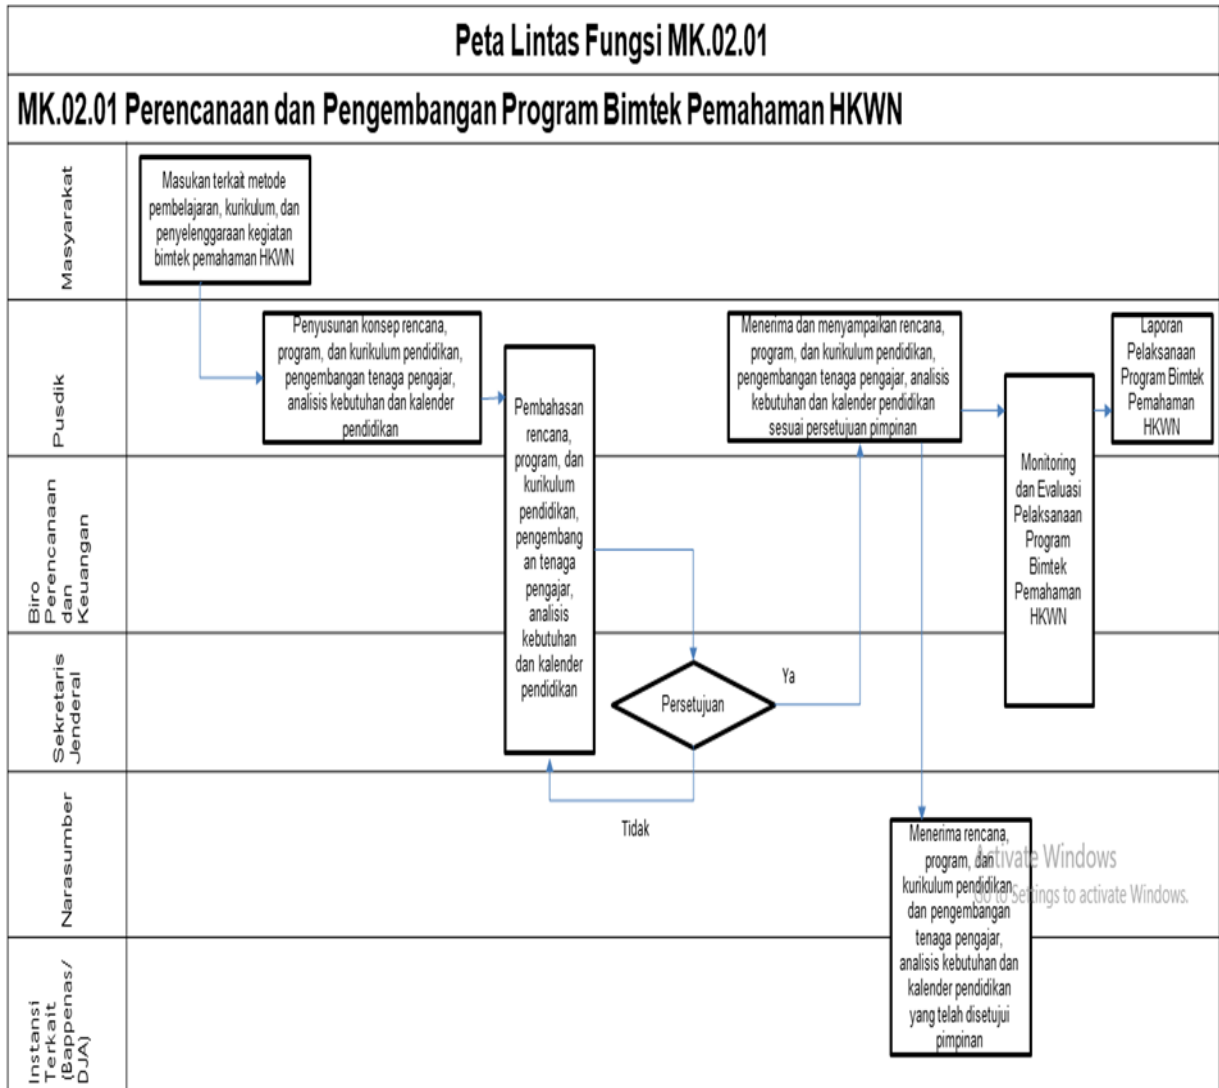 Peta Lintas Fungsi MK.02.01
MK.02.01 Perencanaan dan Pengembangan Program Bimtek Pemahaman HKWN
Masyarakat
Masukan terkait metode
pembelajaran, kurikulum, dan
penyelenggaraan kegiatan
bimtek pemahaman HKWN
Pusdik
Penyusunan konsep rencana,
program, dan kurikulum pendidikan,
pengembangan tenaga pengajar,
analisis kebutuhan dan kalender
pendidikan
Pembahasan
rencana,
program, dan
kurikulum
pendidikan,
pengembang
an tenaga
pengajar,
analisis
kebutuhan
dan kalender
pendidikan
Menerima dan menyampaikan rencana,
program, dan kurikulum pendidikan,
pengembangan tenaga pengajar, analisis
kebutuhan dan kalender pendidikan
sesuai persetujuan pimpinan
Monitoring
dan Evaluasi
Pelaksanaan
Program
Bimtek
Pemahaman
HKWN
Laporan
Pelaksanaan
Program Bimtek
Pemahaman
HKWN
Biro
Perencanaan
dan
Keuangan
Sekretaris
Jenderal
Persetujuan
Ya
Tidak
Narasumber
Menerima rencana,
program, dan
kurikulum pendidikan
dan pengembangan
tenaga pengajar,
analisis kebutuhan dan
kalender pendidikan
yang telah disetujui
pimpinan
Activate Windows
Go to Settings to activate Windows.
Instansi
Terkait
(Bappenas/
DJA)